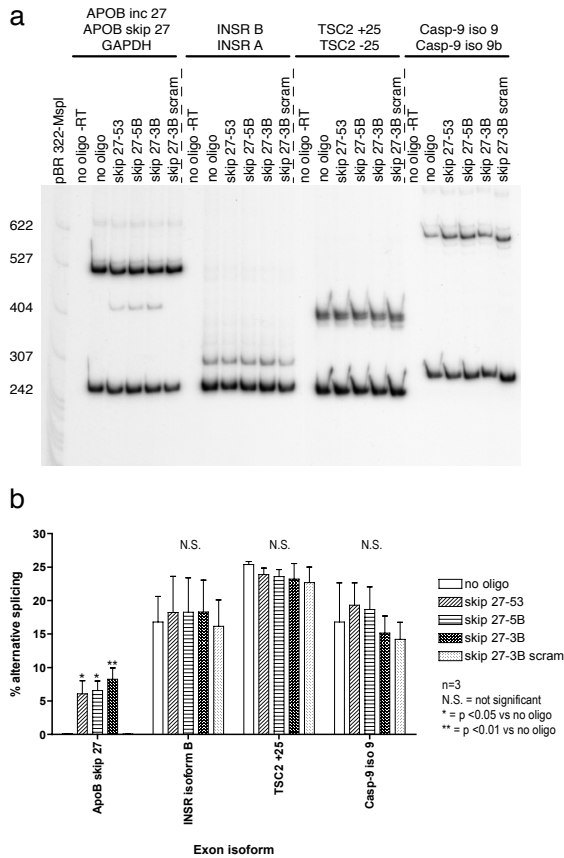 a
APOB inc 27
APOB skip 27
GAPDH
INSR B
INSR A
TSC2 +25
TSC2 -25
Casp-9 iso 9
Casp-9 iso 9b
pBR 322-MspI
no oligo -RT
no oligo
skip 27-53
skip 27-5B
skip 27-3B
skip 27-3B scram
no oligo -RT
no oligo
skip 27-53
skip 27-5B
skip 27-3B
skip 27-3B scram
no oligo -RT
no oligo
skip 27-53
skip 27-5B
skip 27-3B
skip 27-3B scram
no oligo -RT
no oligo
skip 27-53
skip 27-5B
skip 27-3B
skip 27-3B scram
622
527
404
307
242
b
% alternative splicing
30
25
20
15
10
5
0
*
*
**
N.S.
N.S.
N.S.
ApoB skip 27
INSR isoform B
TSC2 +25
Casp-9 iso 9
Exon isoform
no oligo
skip 27-53
skip 27-5B
skip 27-3B
skip 27-3B scram
n=3
N.S. = not significant
* = p <0.05 vs no oligo
** = p <0.01 vs no oligo